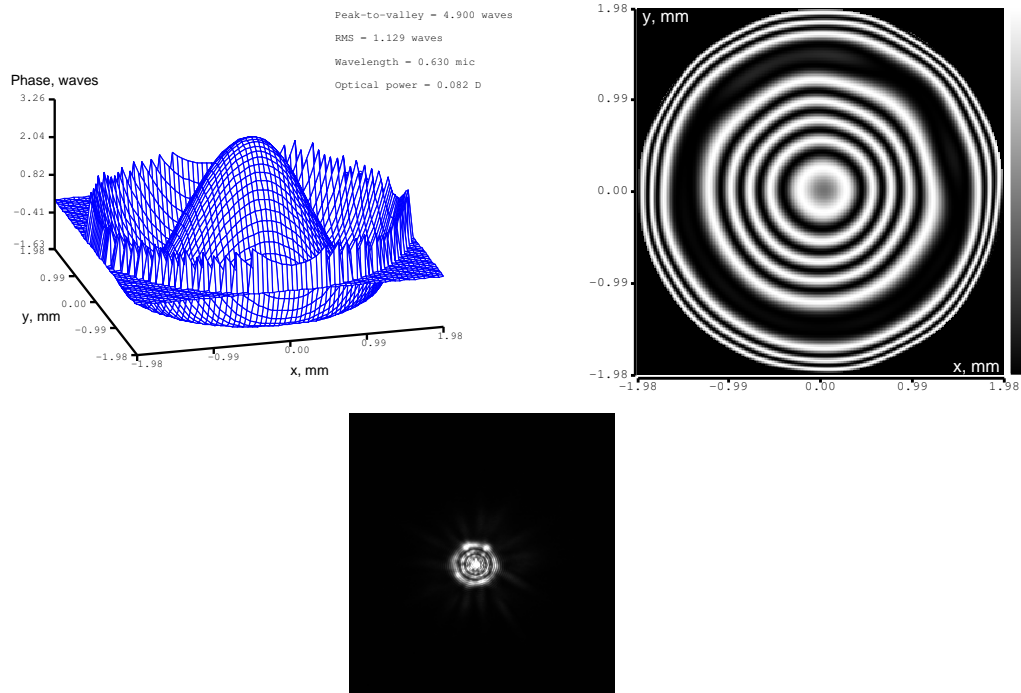 Peak-to-valley = 4.900 waves
RMS = 1.129 waves
Wavelength = 0.630 mic
Optical power = 0.082 D
Phase, waves
3.26
2.04
0.82
-0.41
-1.63
1.98
0.99
0.00
y, mm
-0.99
-1.98
-1.98
-0.99
0.00
0.99
1.98
x, mm
1.98
y, mm
0.99
0.00
-0.99
-1.98
x, mm
-1.98
-0.99
0.00
0.99
1.98